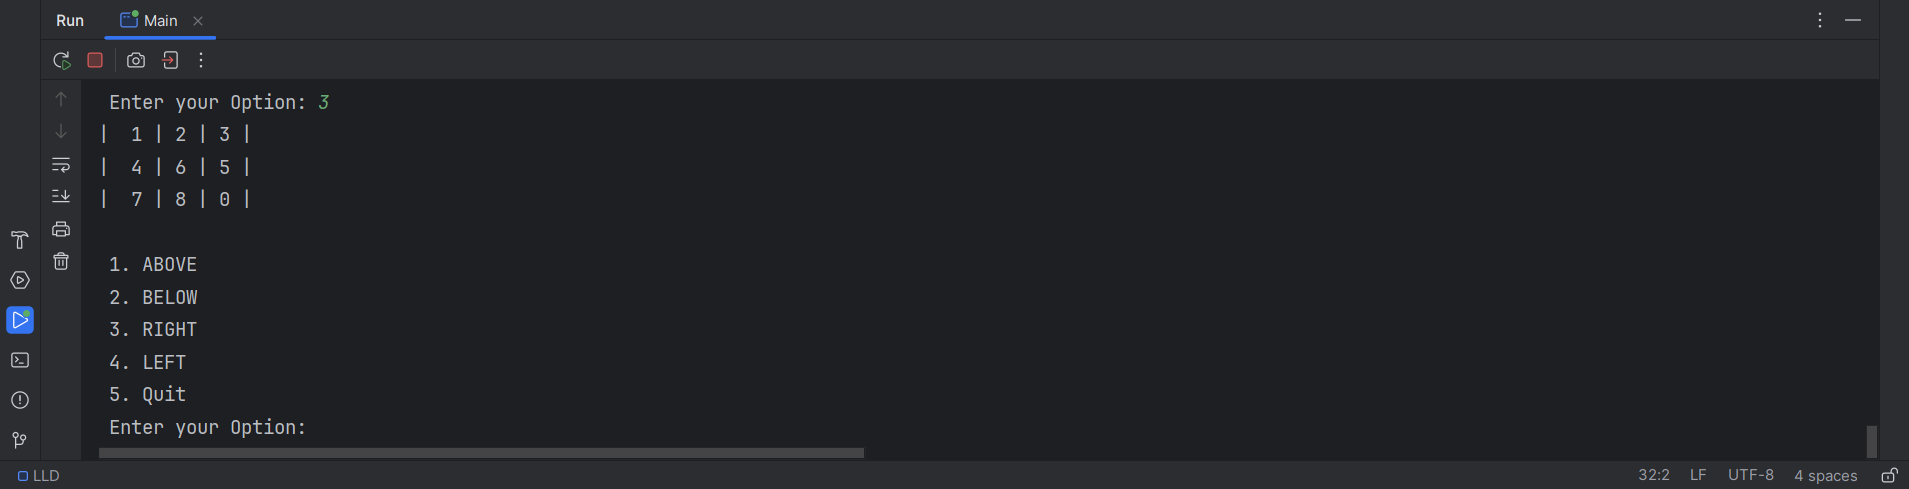 Run Main
Enter your Option: 3
| 1 | 2 | 3 |
| 4 | 6 | 5 |
| 7 | 8 | 0 |
1. ABOVE
2. BELOW
3. RIGHT
4. LEFT
5. Quit
Enter your Option:
LLD 32:2 LF UTF-8 4 spaces